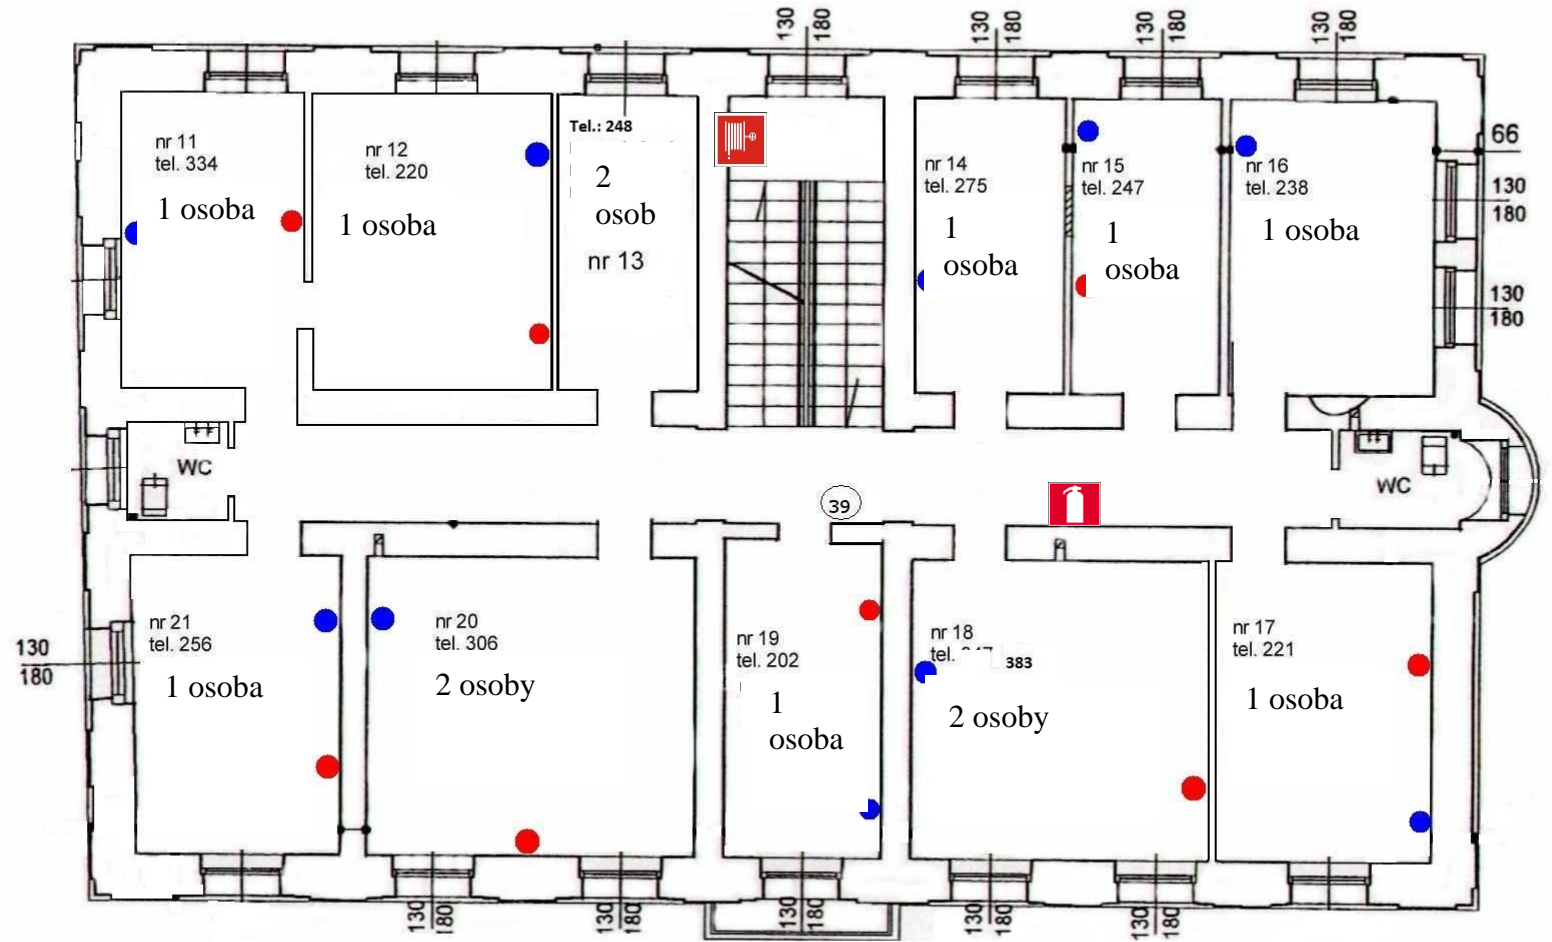 130
180
130
180
130
180
130
180
nr 11
tel. 334
1 osoba
nr 12
tel. 220
1 osoba
Tel.: 248
2
osob
nr 13
nr 14
tel. 275
1
osoba
nr 15
tel. 247
1
osoba
nr 16
tel. 238
1 osoba
66
130
180
130
180
WC
39
WC
130
180
nr 21
tel. 256
1 osoba
nr 20
tel. 306
2 osoby
nr 19
tel. 202
1
osoba
nr 18
tel.
383
2 osoby
nr 17
tel. 221
1 osoba
130
180
130
180
130
180
130
180
130
180